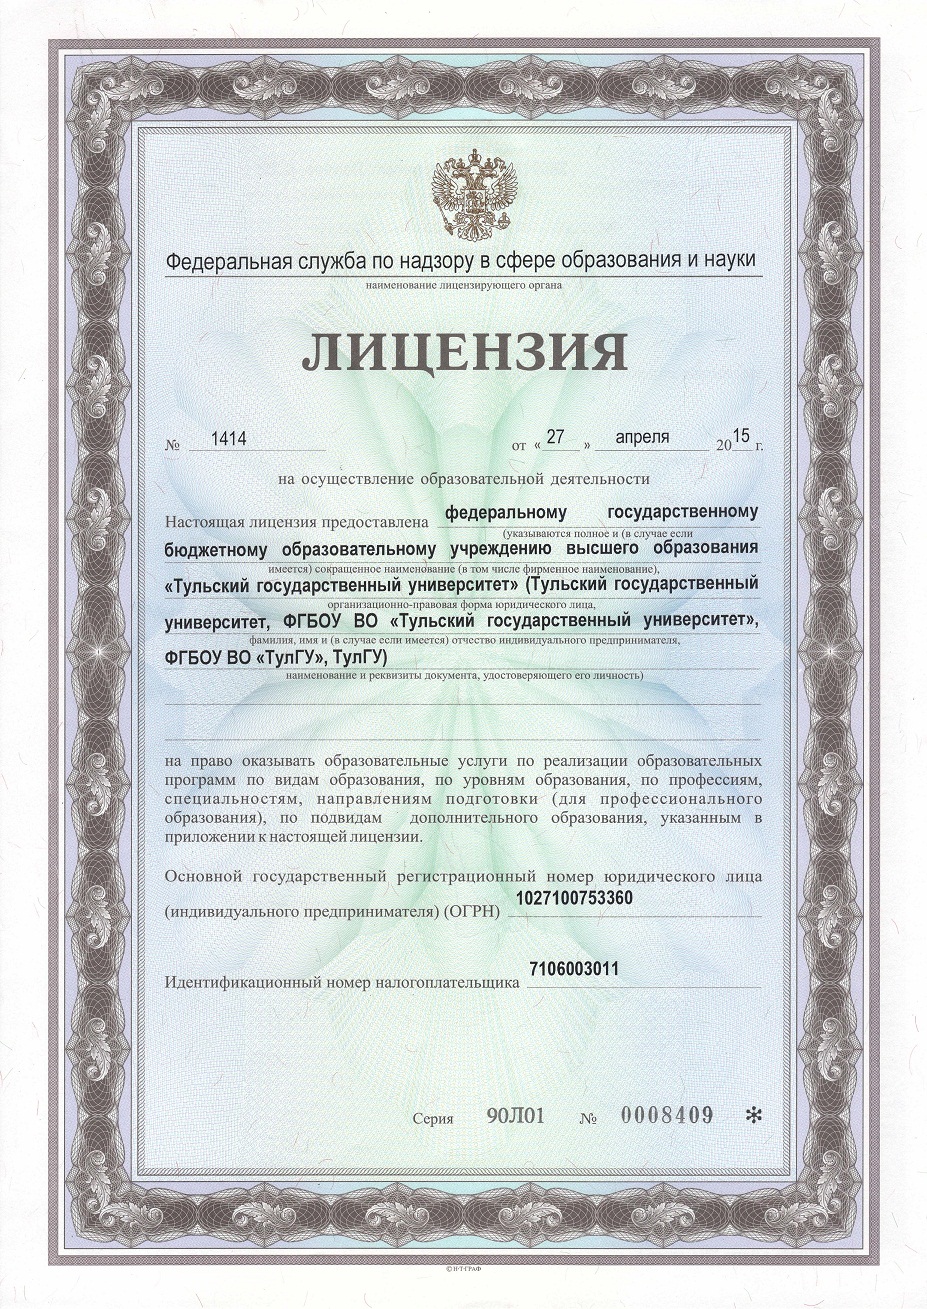 Федеральная служба по надзору в сфере образования и науки
наименование лицензирующего органа
ЛИЦЕНЗИЯ
№ 1414 от « 27 » апреля 2015 г.
на осуществление образовательной деятельности
Настоящая лицензия предоставлена федеральному государственному
(указываются полное и (в случае если
бюджетному образовательному учреждению высшего образования
имеется) сокращенное наименование (в том числе фирменное наименование),
«Тульский государственный университет» (Тульский государственный
организационно-правовая форма юридического лица,
университет, ФГБОУ ВО «Тульский государственный университет»,
фамилия, имя и (в случае если имеется) отчество индивидуального предпринимателя,
ФГБОУ ВО «ТулГУ», ТулГУ)
наименование и реквизиты документа, удостоверяющего его личность)
на право оказывать образовательные услуги по реализации образовательных
программ по видам образования, по уровням образования, по профессиям,
специальностям, направлениям подготовки (для профессионального
образования), по подвидам дополнительного образования, указанным в
приложении к настоящей лицензии.
Основной государственный регистрационный номер юридического лица
(индивидуального предпринимателя) (ОГРН) 1027100753360
Идентификационный номер налогоплательщика 7106003011
Серия 90Л01 № 0008409 *
© Н·Т·ГРАФ